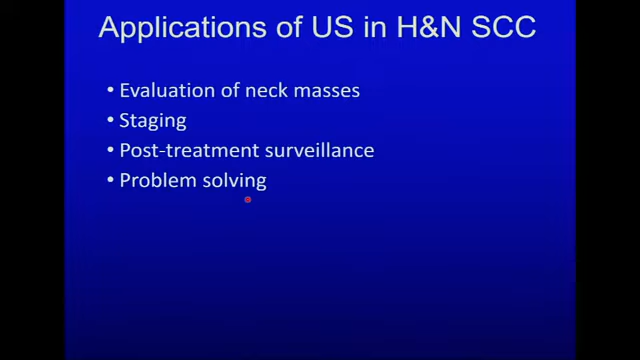 Applications of US in H&N SCC
• Evaluation of neck masses
• Staging
• Post-treatment surveillance
• Problem solving